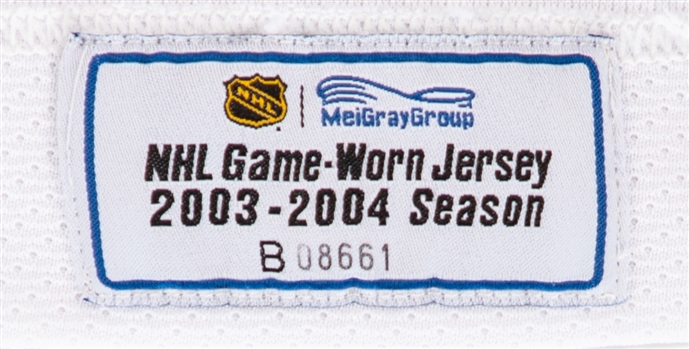 NHL MeiGrayGroup
NHL Game-Worn Jersey
2003-2004 Season
B 08661